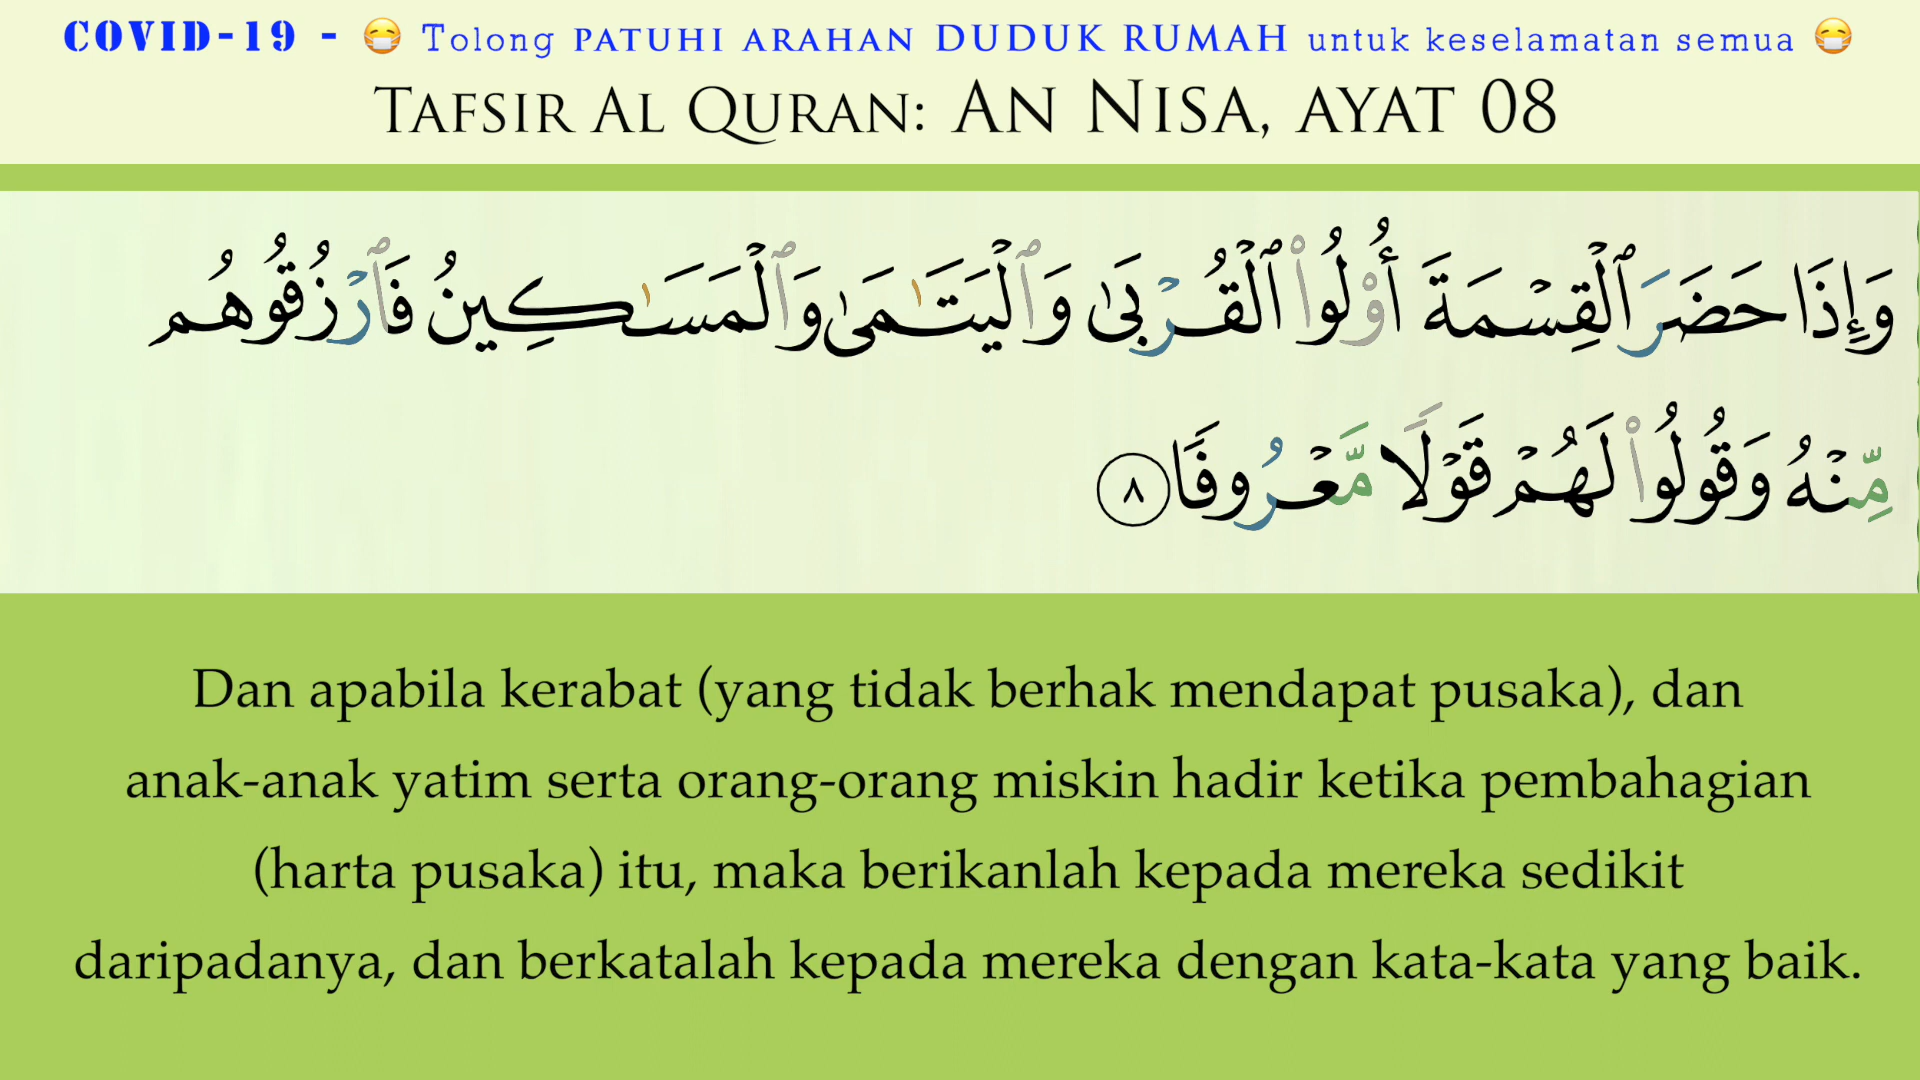 COVID-19 - 😷 Tolong PATUHI ARAHAN DUDUK RUMAH untuk keselamatan semua 😷
TAFSIR AL QURAN: AN NISA, AYAT 08
وَإِذَا حَضَرَ ٱلْقِسْمَةَ أُو۟لُوا۟ ٱلْقُرْبَىٰ وَٱلْيَتَـٰمَىٰ وَٱلْمَسَـٰكِينُ فَٱرْزُقُوهُم
مِّنْهُ وَقُولُوا۟ لَهُمْ قَوْلًا مَّعْرُوفًا ٨
Dan apabila kerabat (yang tidak berhak mendapat pusaka), dan
anak-anak yatim serta orang-orang miskin hadir ketika pembahagian
(harta pusaka) itu, maka berikanlah kepada mereka sedikit
daripadanya, dan berkatalah kepada mereka dengan kata-kata yang baik.